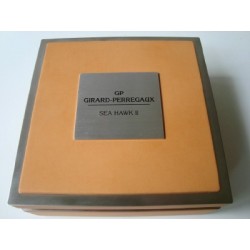 GP
GIRARD-PERREGAUX
SEA HAWK II